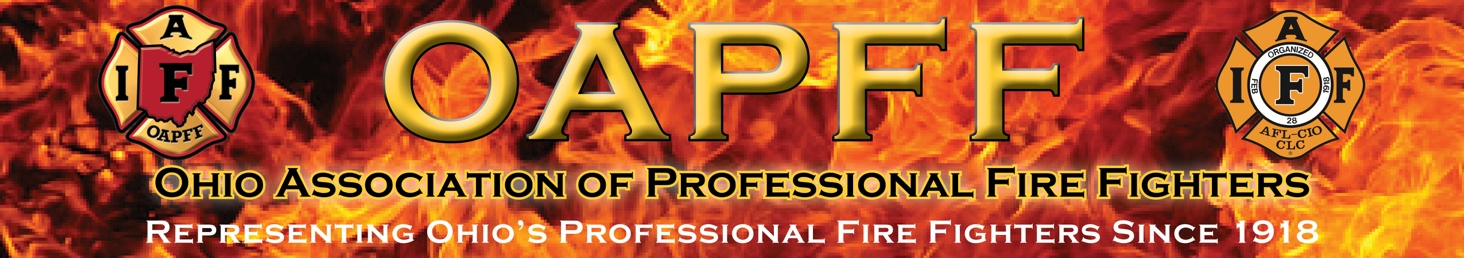 A
I F F
OAPFF
OAPFF
A
ORGANIZED
I FEB F 1918 F
28
AFL-CIO
CLC
OHIO ASSOCIATION OF PROFESSIONAL FIRE FIGHTERS
REPRESENTING OHIO'S PROFESSIONAL FIRE FIGHTERS SINCE 1918